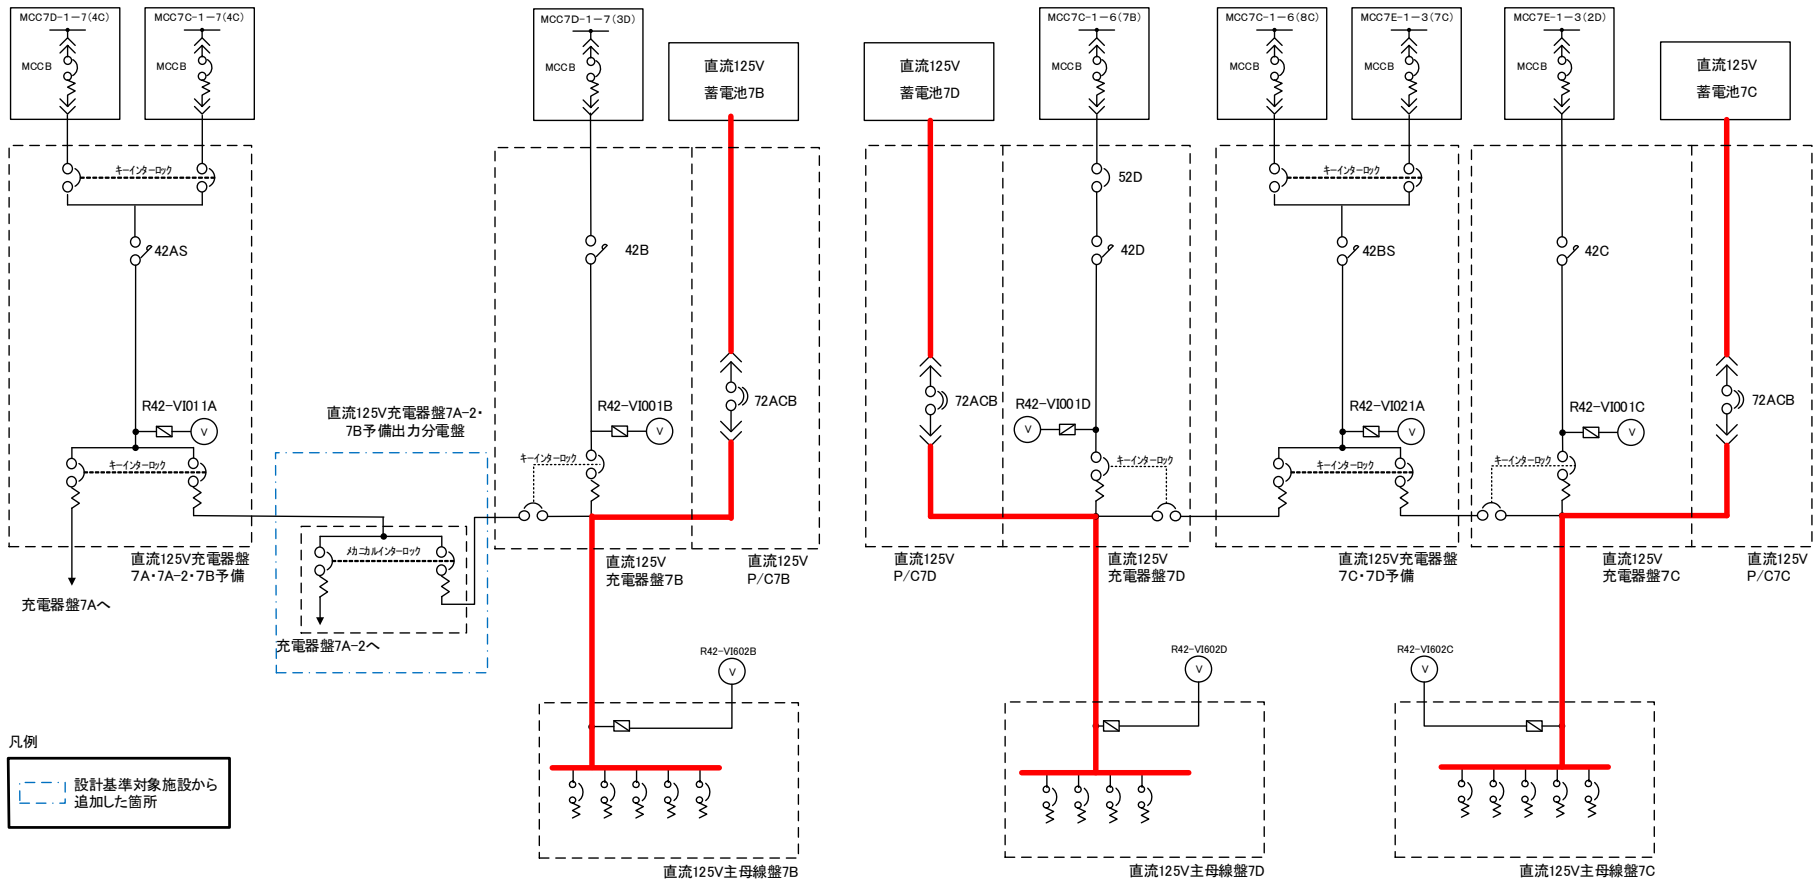 MCC7D-1-7(4C)
MCC7C-1-7(4C)
MCC7D-1-7(3D)
MCC7C-1-6(7B)
MCC7C-1-6(8C)
MCC7E-1-3(7C)
MCC7E-1-3(2D)
MCCB
MCCB
MCCB
MCCB
MCCB
MCCB
MCCB
直流125V
蓄電池7B
直流125V
蓄電池7D
直流125V
蓄電池7C
キーインターロック
52D
キーインターロック
42AS
42B
42D
42BS
42C
72ACB
72ACB
72ACB
R42-VI011A
V
R42-VI001B
V
R42-VI001D
V
R42-VI021A
V
R42-VI001C
V
直流125V充電器盤7A-2・
7B予備出力分電盤
キーインターロック
キーインターロック
キーインターロック
キーインターロック
キーインターロック
メカニカルインターロック
直流125V充電器盤
7A・7A-2・7B予備
直流125V
充電器盤7B
直流125V
P/C7B
直流125V
P/C7D
直流125V
充電器盤7D
直流125V充電器盤
7C・7D予備
直流125V
充電器盤7C
直流125V
P/C7C
充電器盤7Aへ
充電器盤7A-2へ
R42-VI602B
V
R42-VI602D
V
R42-VI602C
V
凡例
設計基準対象施設から
追加した箇所
直流125V主母線盤7B
直流125V主母線盤7D
直流125V主母線盤7C